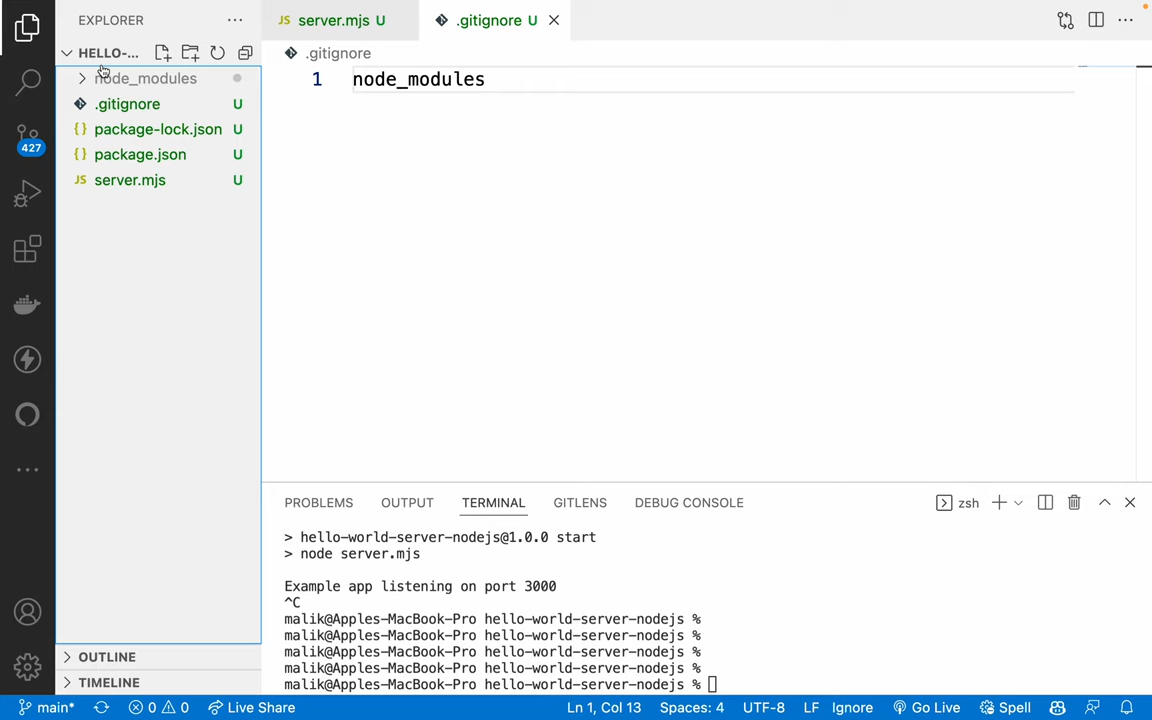 EXPLORER
HELLO-...
node_modules
.gitignore U
package-lock.json U
package.json U
server.mjs U
427
OUTLINE
TIMELINE
JS server.mjs U
.gitignore U
.gitignore
1 node_modules
PROBLEMS OUTPUT TERMINAL GITLENS DEBUG CONSOLE
zsh
> hello-world-server-nodejs@1.0.0 start
> node server.mjs
Example app listening on port 3000
^C
malik@Apples-MacBook-Pro hello-world-server-nodejs %
malik@Apples-MacBook-Pro hello-world-server-nodejs %
malik@Apples-MacBook-Pro hello-world-server-nodejs %
malik@Apples-MacBook-Pro hello-world-server-nodejs %
malik@Apples-MacBook-Pro hello-world-server-nodejs %
main* 0 0 Live Share Ln 1, Col 13 Spaces: 4 UTF-8 LF Ignore Go Live Spell